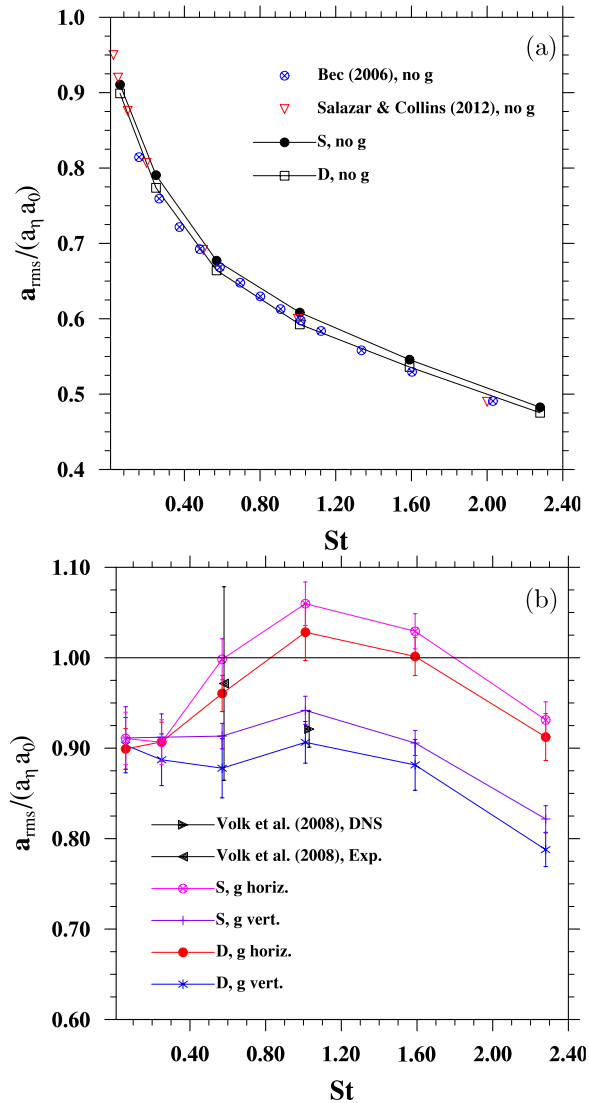 1.0
(a)
Bec (2006), no g
0.9
Salazar & Collins (2012), no g
S, no g
0.8
D, no g
a_rms/(a_η a_0)
0.7
0.6
0.5
0.4
0.40 0.80 1.20 1.60 2.00 2.40
St
1.10
(b)
1.00
a_rms/(a_η a_0)
0.90
Volk et al. (2008), DNS
0.80
Volk et al. (2008), Exp.
S, g horiz.
S, g vert.
0.70
D, g horiz.
D, g vert.
0.60
0.40 0.80 1.20 1.60 2.00 2.40
St